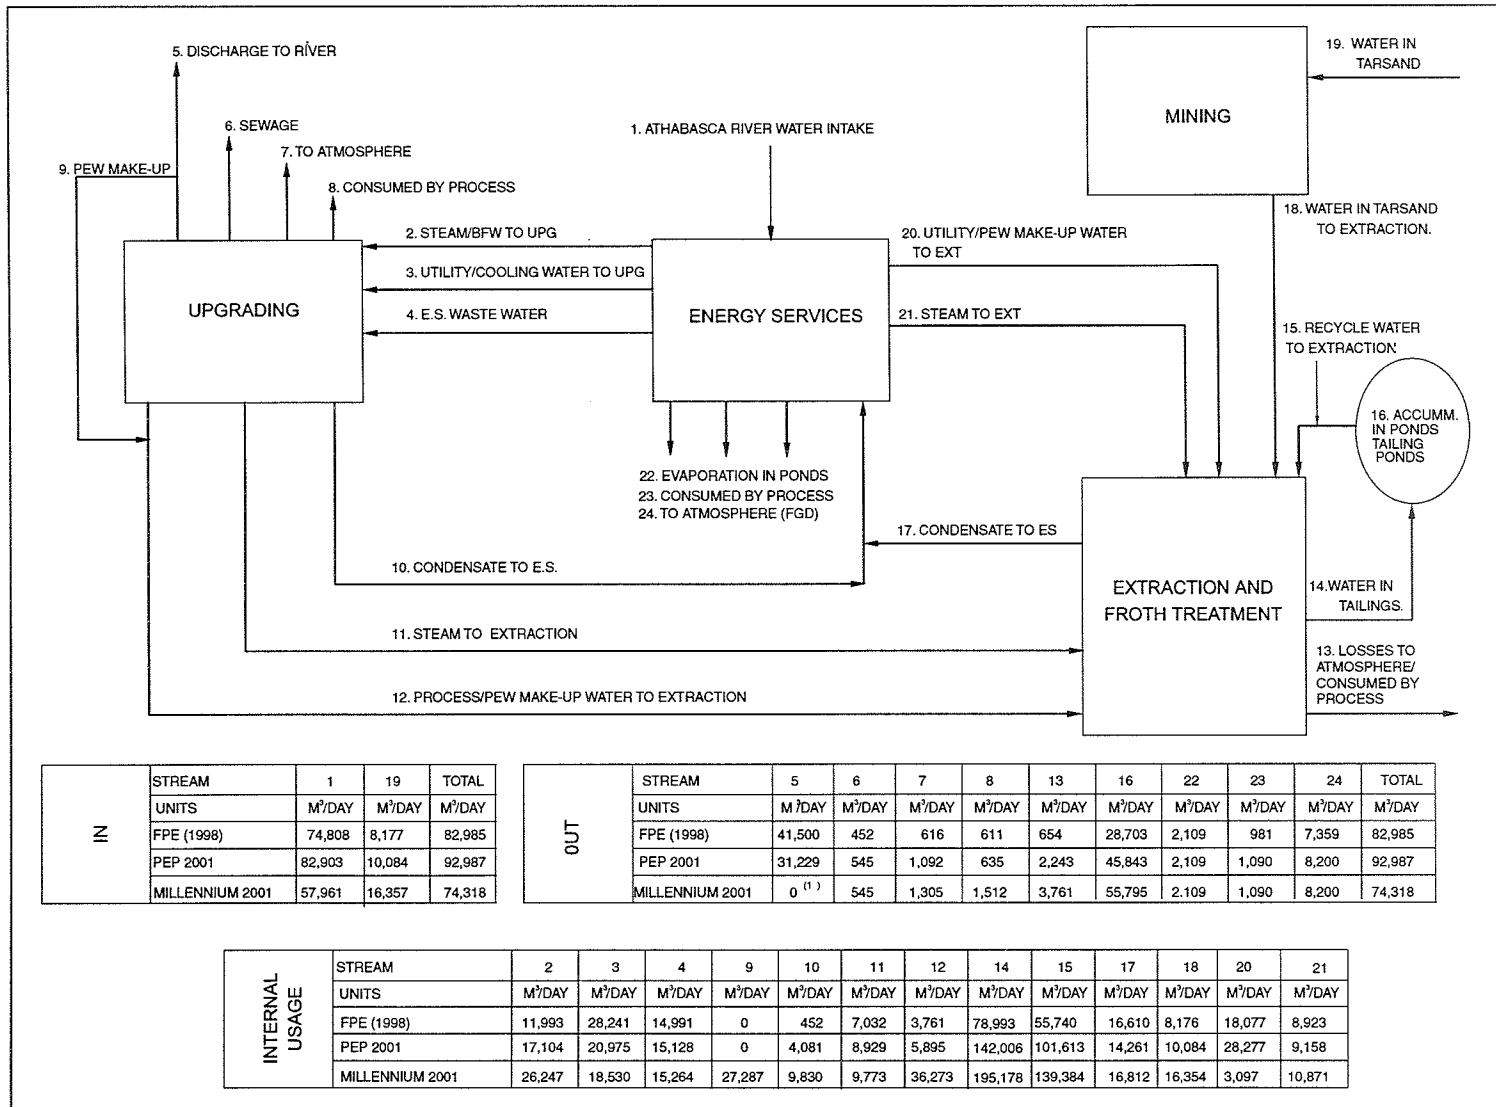 5. DISCHARGE TO RIVER
6. SEWAGE
7. TO ATMOSPHERE
9. PEW MAKE-UP
8. CONSUMED BY PROCESS
1. ATHABASCA RIVER WATER INTAKE
19. WATER IN
TARSAND
MINING
2. STEAM/BFW TO UPG
3. UTILITY/COOLING WATER TO UPG
4. E.S. WASTE WATER
UPGRADING
ENERGY SERVICES
20. UTILITY/PEW MAKE-UP WATER
TO EXT
21. STEAM TO EXT
18. WATER IN TARSAND
TO EXTRACTION.
15. RECYCLE WATER
TO EXTRACTION
16. ACCUMM.
IN PONDS
TAILING
PONDS
22. EVAPORATION IN PONDS
23. CONSUMED BY PROCESS
24. TO ATMOSPHERE (FGD)
17. CONDENSATE TO ES
10. CONDENSATE TO E.S.
EXTRACTION AND
FROTH TREATMENT
14.WATER IN
TAILINGS.
11. STEAM TO EXTRACTION
13. LOSSES TO
ATMOSPHERE/
CONSUMED BY
PROCESS
12. PROCESS/PEW MAKE-UP WATER TO EXTRACTION
IN
STREAM 1 19 TOTAL
UNITS M³/DAY M³/DAY M³/DAY
FPE (1998) 74,808 8,177 82,985
PEP 2001 82,903 10,084 92,987
MILLENNIUM 2001 57,961 16,357 74,318
OUT
STREAM 5 6 7 8 13 16 22 23 24 TOTAL
UNITS M³/DAY M³/DAY M³/DAY M³/DAY M³/DAY M³/DAY M³/DAY M³/DAY M³/DAY M³/DAY
FPE (1998) 41,500 452 616 611 654 28,703 2,109 981 7,359 82,985
PEP 2001 31,229 545 1,092 635 2,243 45,843 2,109 1,090 8,200 92,987
MILLENNIUM 2001 0 (1) 545 1,305 1,512 3,761 55,795 2.109 1,090 8,200 74,318
INTERNAL
USAGE
STREAM 2 3 4 9 10 11 12 14 15 17 18 20 21
UNITS M³/DAY M³/DAY M³/DAY M³/DAY M³/DAY M³/DAY M³/DAY M³/DAY M³/DAY M³/DAY M³/DAY M³/DAY M³/DAY
FPE (1998) 11,993 28,241 14,991 0 452 7,032 3,761 78,993 55,740 16,610 8,176 18,077 8,923
PEP 2001 17,104 20,975 15,128 0 4,081 8,929 5,895 142,006 101,613 14,261 10,084 28,277 9,158
MILLENNIUM 2001 26,247 18,530 15,264 27,287 9,830 9,773 36,273 195,178 139,384 16,812 16,354 3,097 10,871